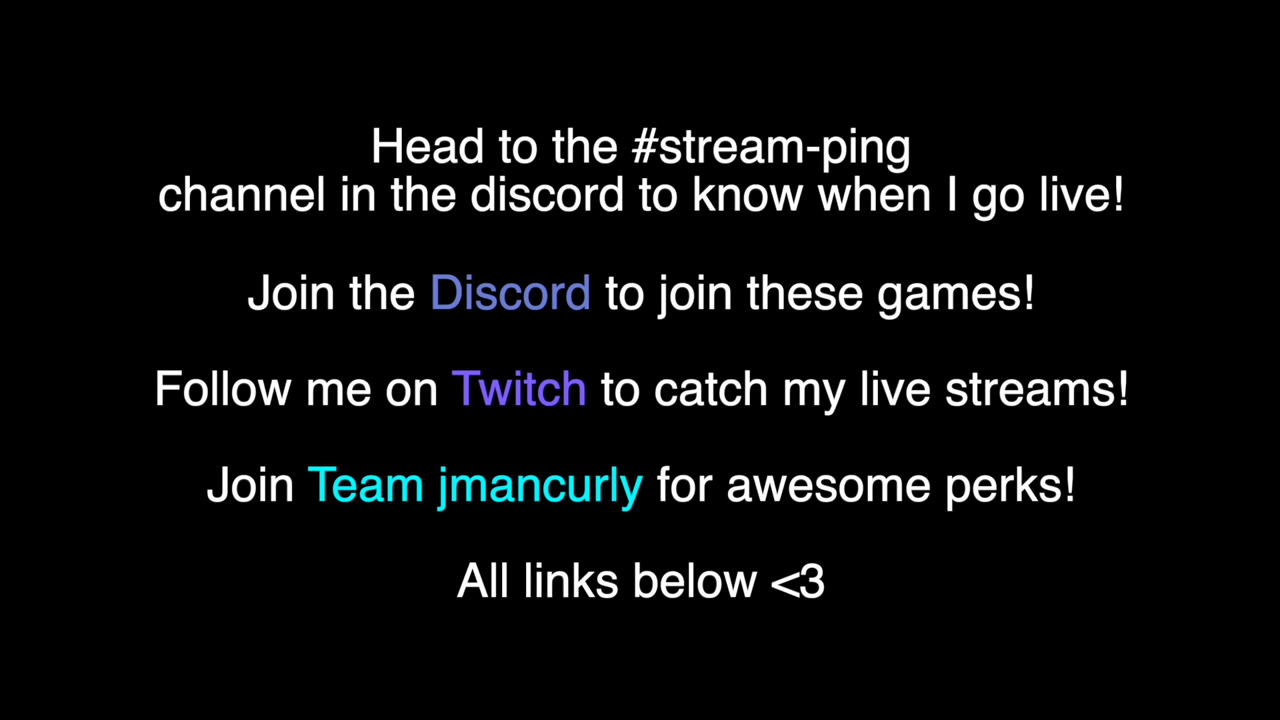 Head to the #stream-ping
channel in the discord to know when I go live!
Join the Discord to join these games!
Follow me on Twitch to catch my live streams!
Join Team jmancurly for awesome perks!
All links below <3